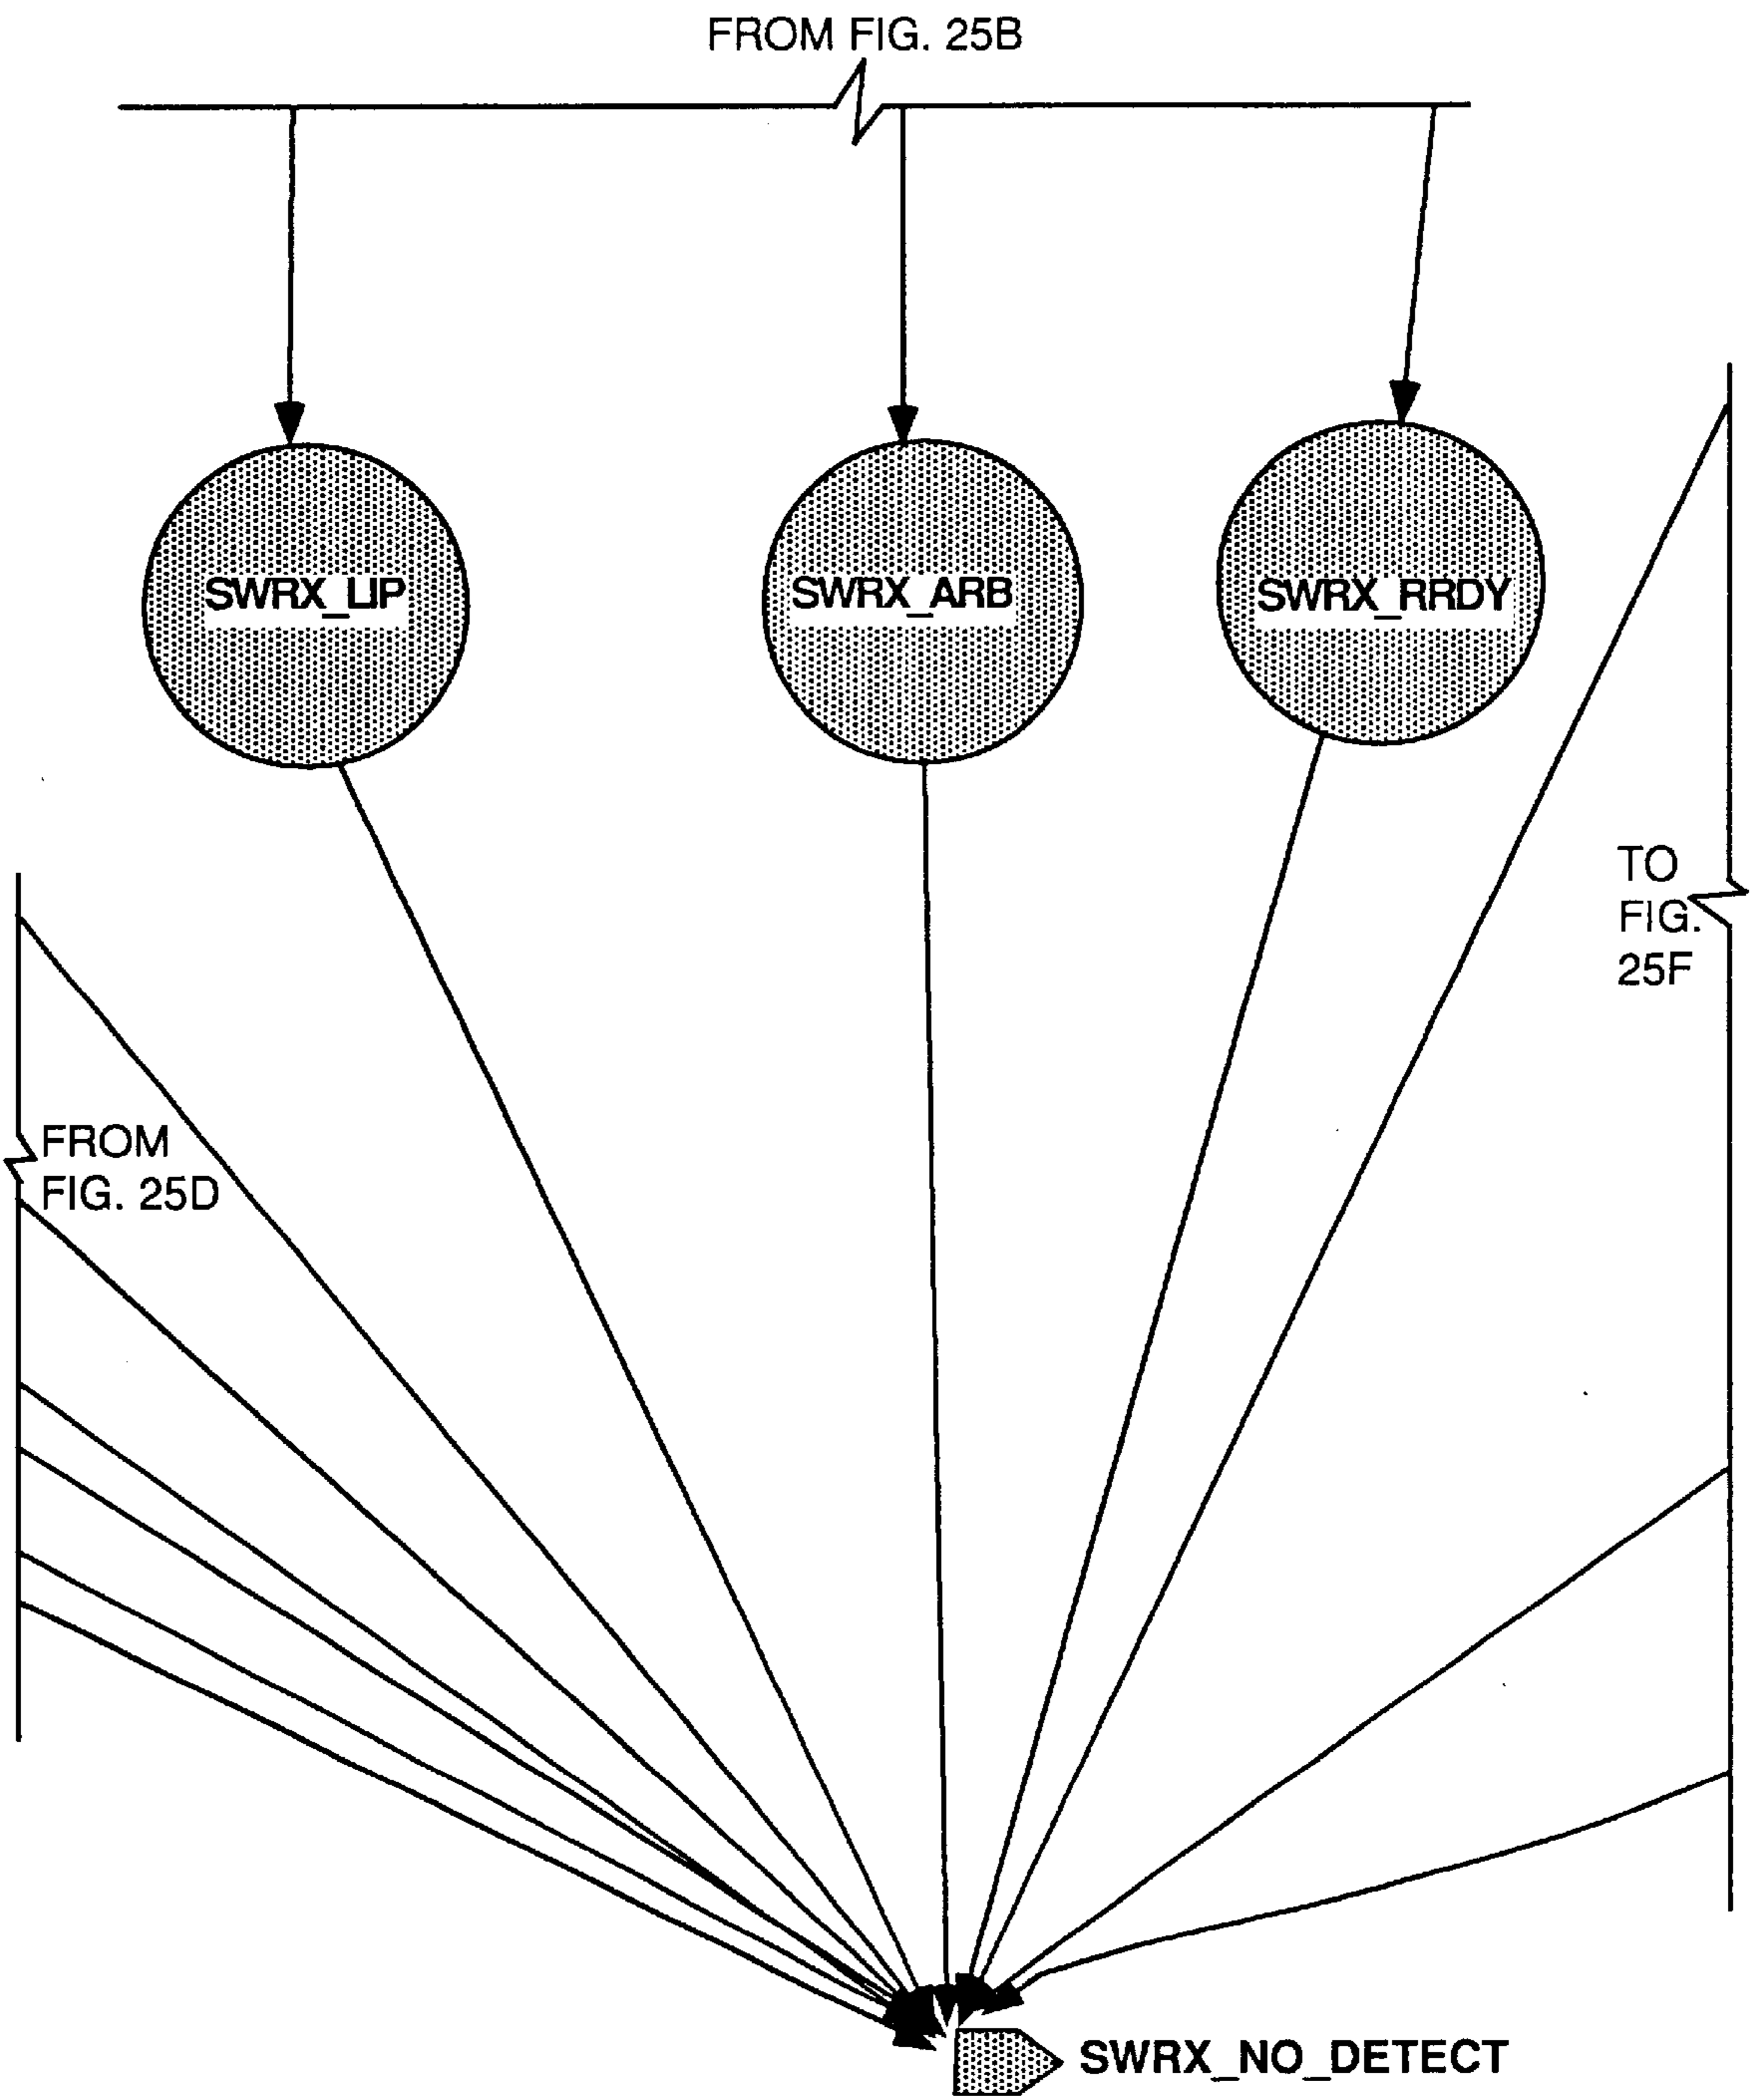 FROM FIG. 25B
SWRX_LIP
SWRX_ARB
SWRX_RRDY
TO
FIG.
25F
FROM
FIG. 25D
SWRX_NO_DETECT